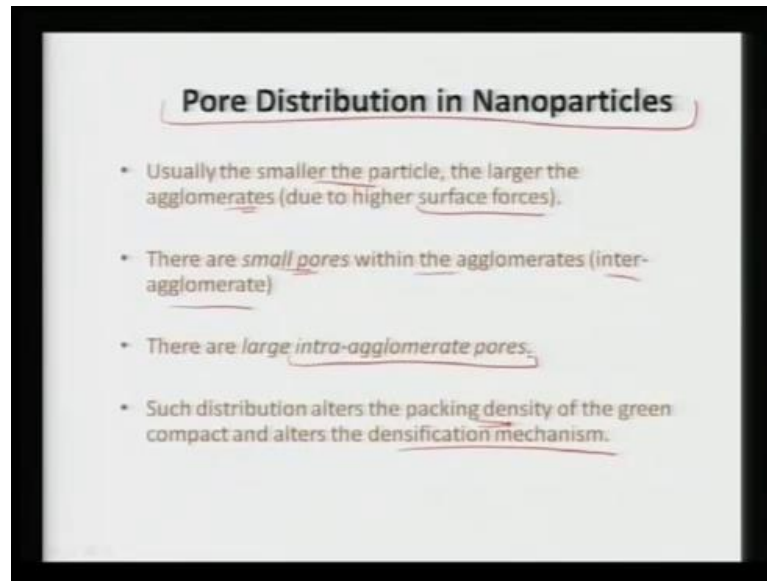 Pore Distribution in Nanoparticles
• Usually the smaller the particle, the larger the
agglomerates (due to higher surface forces).
• There are small pores within the agglomerates (inter-
agglomerate)
• There are large intra-agglomerate pores.
• Such distribution alters the packing density of the green
compact and alters the densification mechanism.